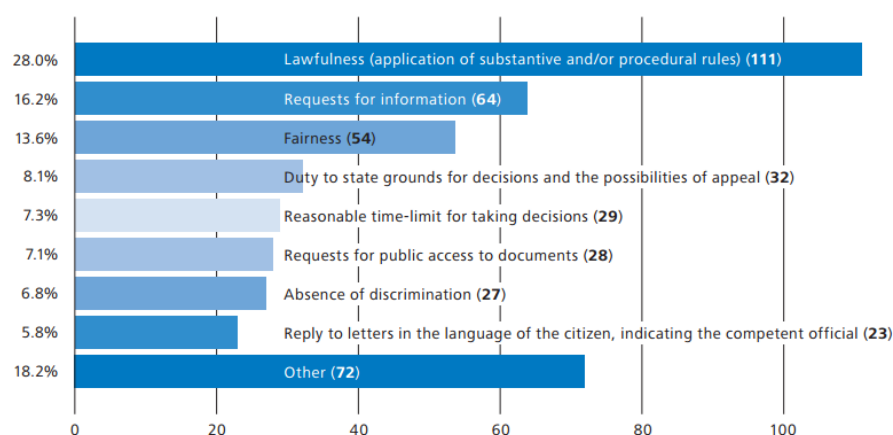 28.0% Lawfulness (application of substantive and/or procedural rules) (111)
16.2% Requests for information (64)
13.6% Fairness (54)
8.1% Duty to state grounds for decisions and the possibilities of appeal (32)
7.3% Reasonable time-limit for taking decisions (29)
7.1% Requests for public access to documents (28)
6.8% Absence of discrimination (27)
5.8% Reply to letters in the language of the citizen, indicating the competent official (23)
18.2% Other (72)
0 20 40 60 80 100